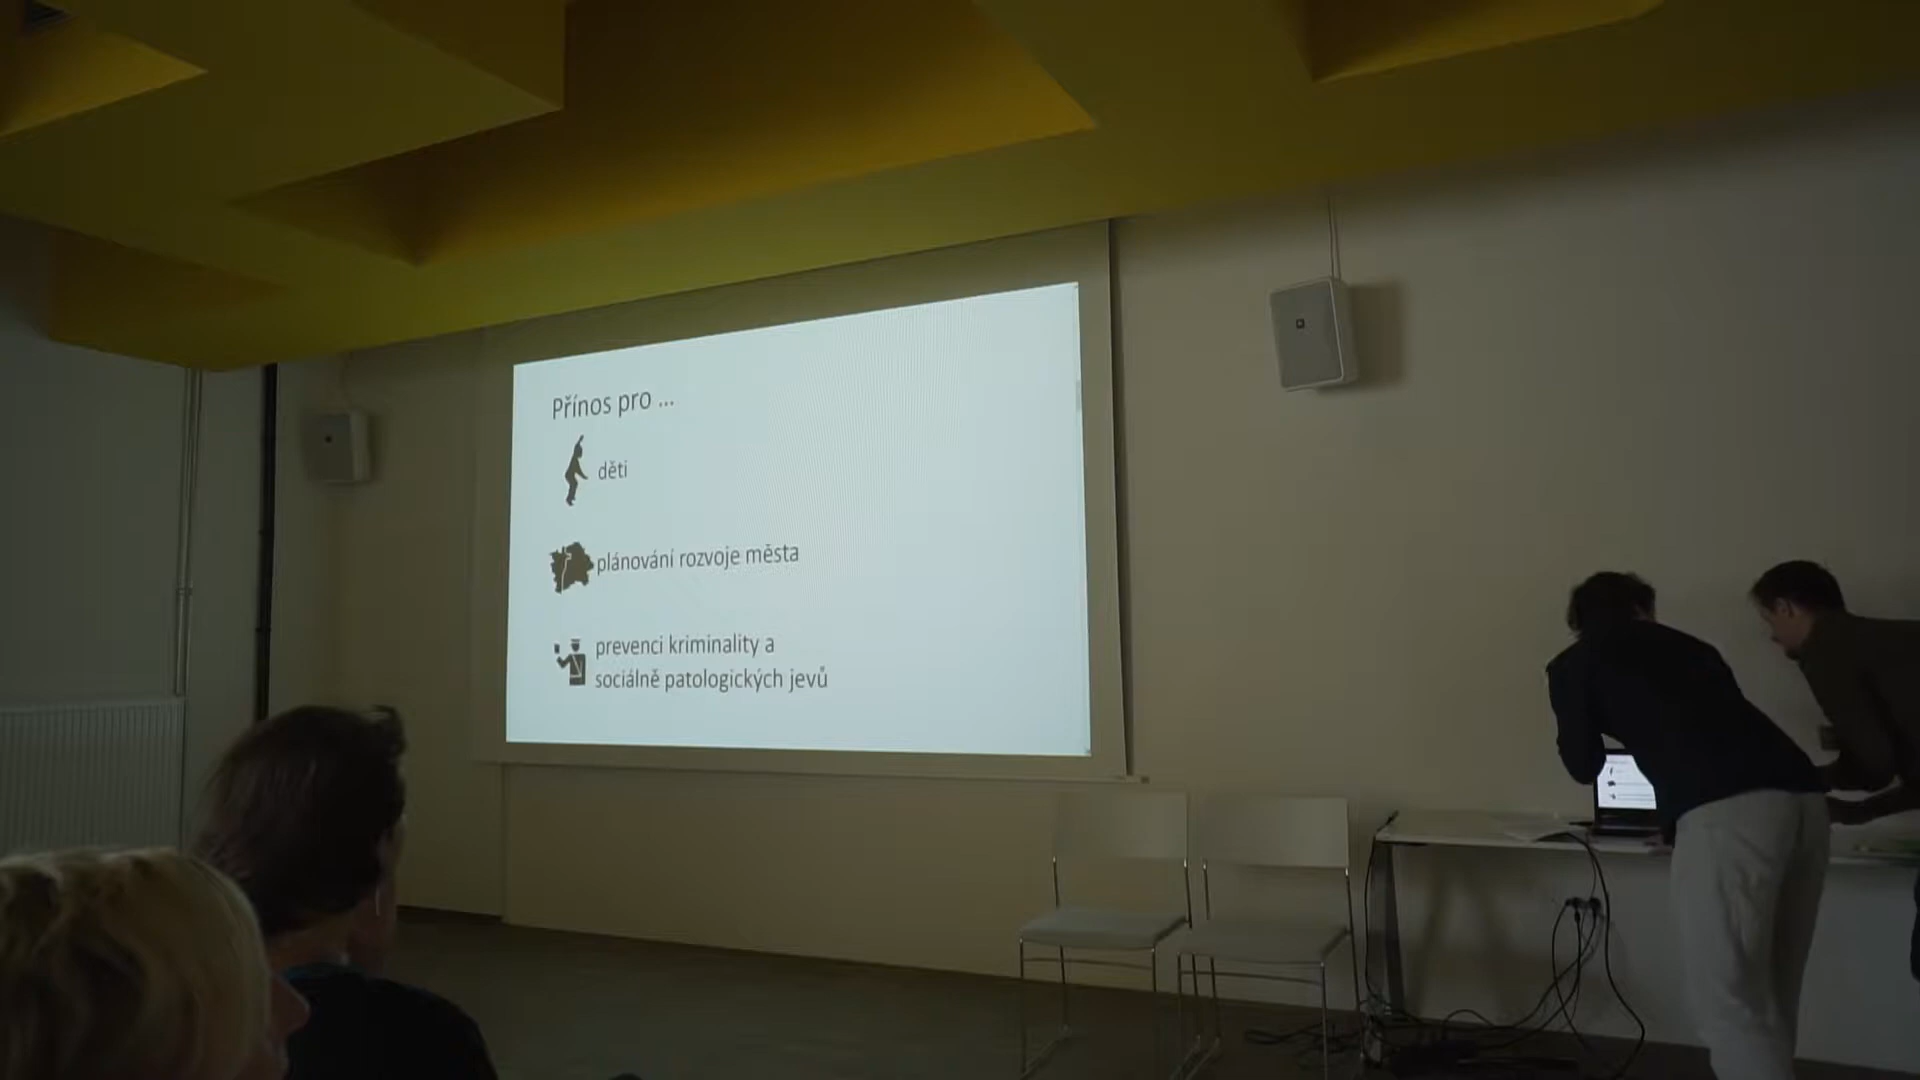 Přínos pro ...
děti
plánování rozvoje města
prevenci kriminality a
sociálně patologických jevů